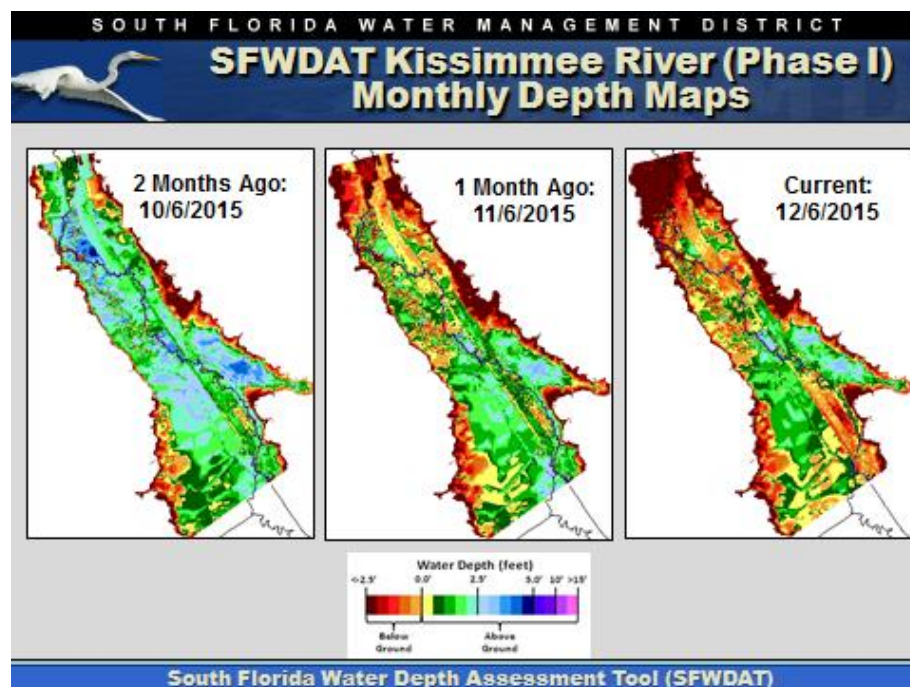 SOUTH FLORIDA WATER MANAGEMENT DISTRICT
SFWDAT Kissimmee River (Phase I)
Monthly Depth Maps
2 Months Ago:
10/6/2015
1 Month Ago:
11/6/2015
Current:
12/6/2015
Water Depth (feet)
<-2.5' 0.0' 2.5' 5.0' 10' >15'
Below Above
Ground Ground
South Florida Water Depth Assessment Tool (SFWDAT)